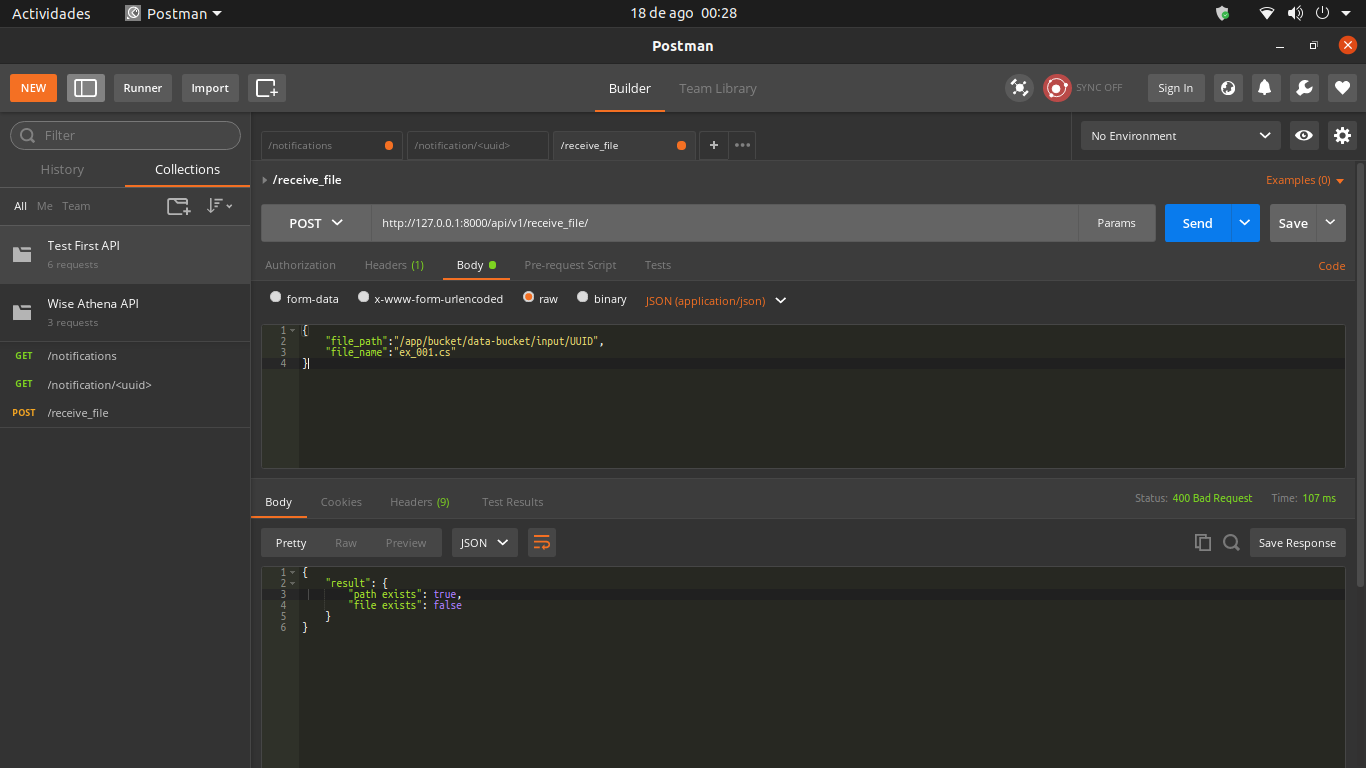 Actividades Postman 18 de ago 00:28
Postman
NEW Runner Import Builder Team Library SYNC OFF Sign In
Filter
History Collections
All Me Team
Test First API
6 requests
Wise Athena API
3 requests
GET /notifications
GET /notification/<uuid>
POST /receive_file
/notifications /notification/<uuid> /receive_file + ••• No Environment
/receive_file Examples (0)
POST http://127.0.0.1:8000/api/v1/receive_file/ Params Send Save
Authorization Headers (1) Body Pre-request Script Tests Code
form-data x-www-form-urlencoded raw binary JSON (application/json)
1 {
2 "file_path":"/app/bucket/data-bucket/input/UUID",
3 "file_name":"ex_001.cs"
4 }
Body Cookies Headers (9) Test Results Status: 400 Bad Request Time: 107 ms
Pretty Raw Preview JSON Save Response
1 {
2 "result": {
3 "path exists": true,
4 "file exists": false
5 }
6 }